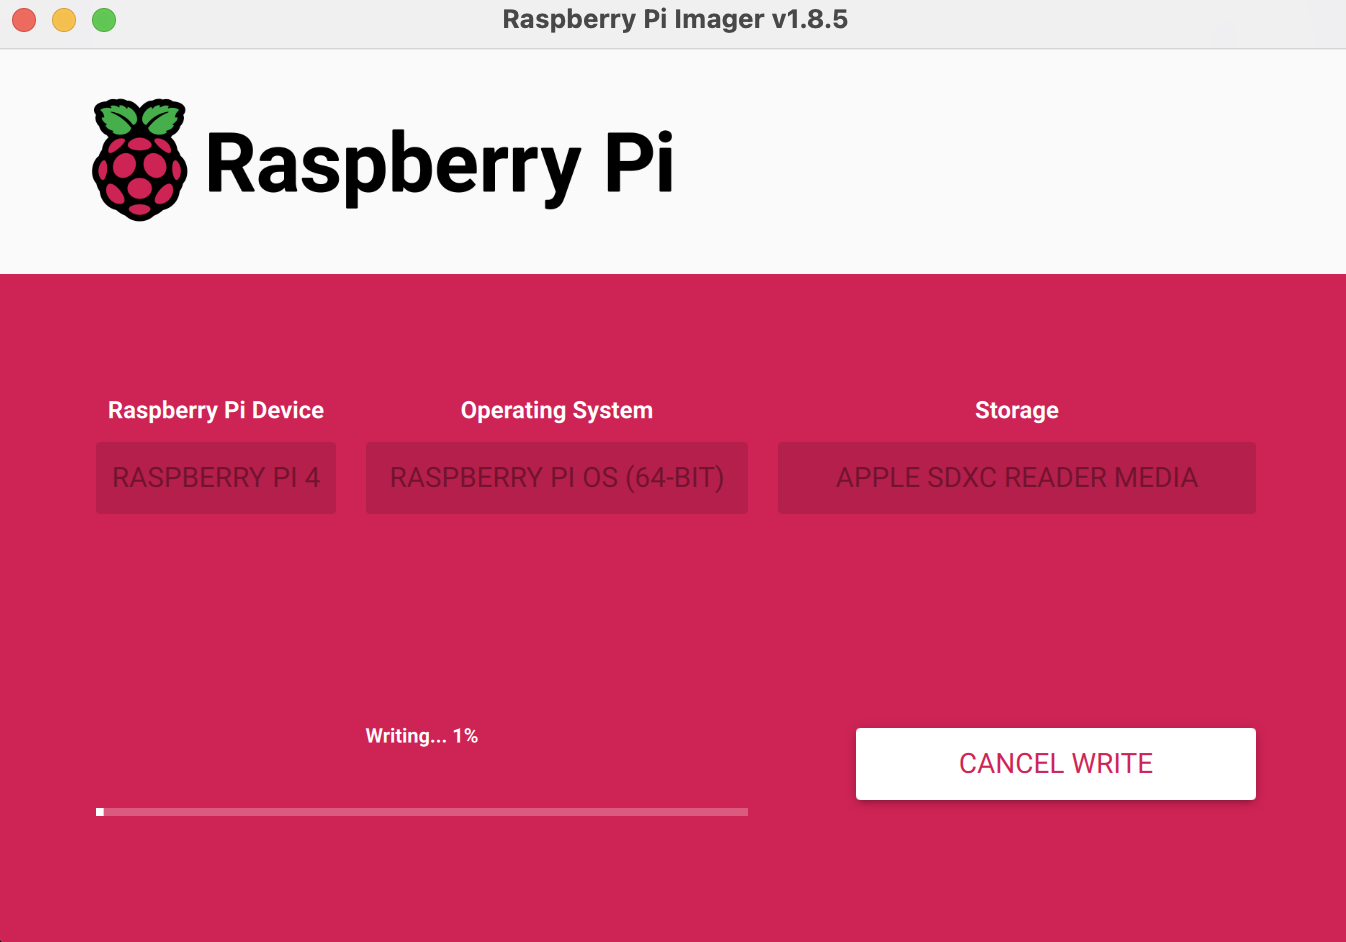 Raspberry Pi Imager v1.8.5
Raspberry Pi
Raspberry Pi Device
Operating System
Storage
RASPBERRY PI 4
RASPBERRY PI OS (64-BIT)
APPLE SDXC READER MEDIA
Writing... 1%
CANCEL WRITE